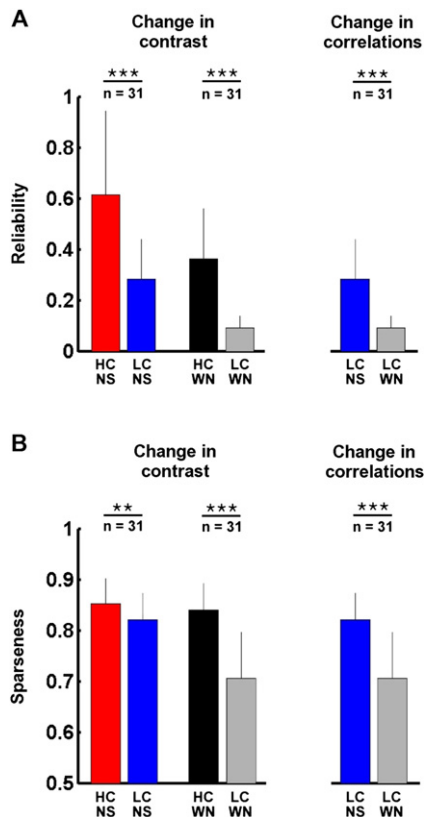 A
Change in
contrast
Change in
correlations
***
n = 31
***
n = 31
***
n = 31
Reliability
1
0.8
0.6
0.4
0.2
0
HC
NS
LC
NS
HC
WN
LC
WN
LC
NS
LC
WN
B
Change in
contrast
Change in
correlations
**
n = 31
***
n = 31
***
n = 31
Sparseness
1
0.9
0.8
0.7
0.6
0.5
HC
NS
LC
NS
HC
WN
LC
WN
LC
NS
LC
WN